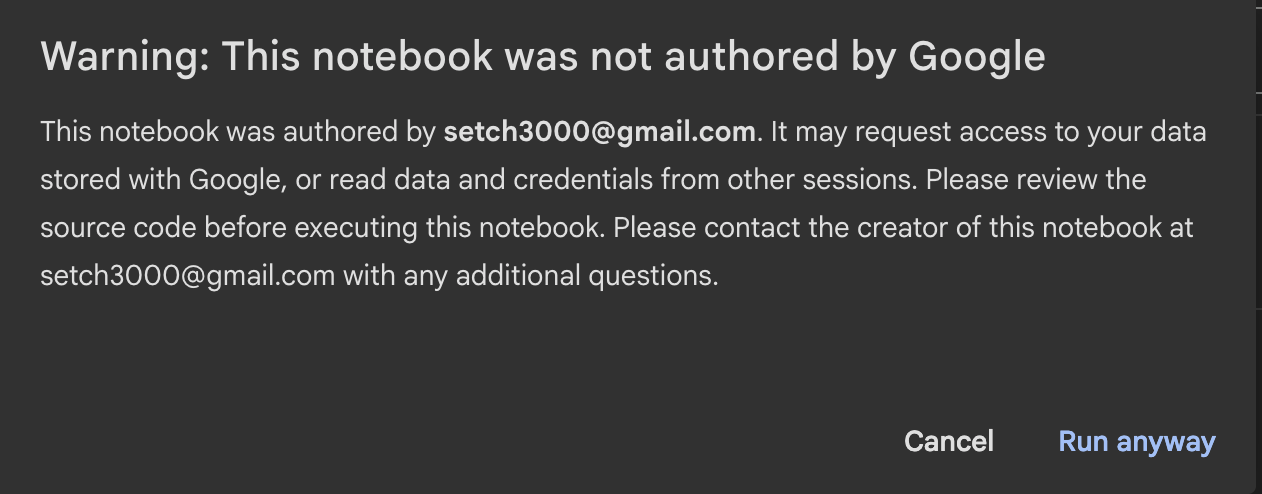 Warning: This notebook was not authored by Google
This notebook was authored by setch3000@gmail.com. It may request access to your data
stored with Google, or read data and credentials from other sessions. Please review the
source code before executing this notebook. Please contact the creator of this notebook at
setch3000@gmail.com with any additional questions.
Cancel Run anyway